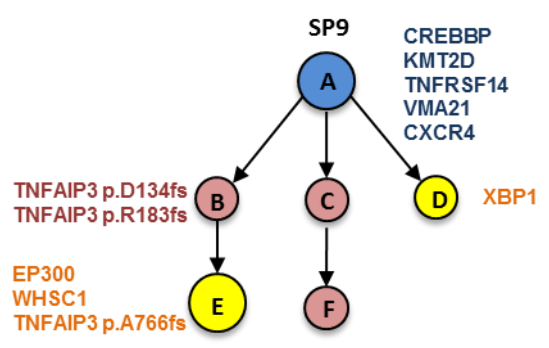 SP9
CREBBP
KMT2D
TNFRSF14
VMA21
CXCR4
A
TNFAIP3 p.D134fs
TNFAIP3 p.R183fs
B
C
D
XBP1
EP300
WHSC1
TNFAIP3 p.A766fs
E
F